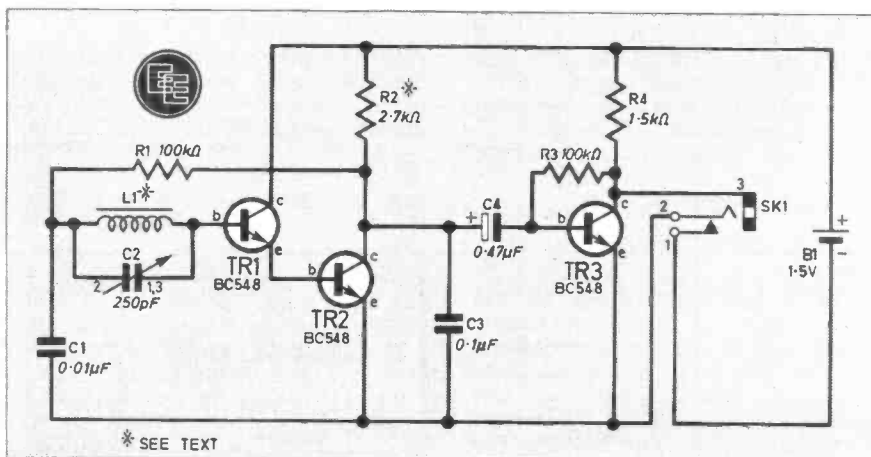 EE
R1 100kΩ
L1*
C2
2
1,3
250pF
C1
0.01µF
b
c
e
TR1
BC548
R2*
2.7kΩ
b
c
e
TR2
BC548
C3
0.1µF
+
C4
0.47µF
R3 100kΩ
R4
1.5kΩ
b
c
e
TR3
BC548
2
1
3
SK1
+
B1
1.5V
-
* SEE TEXT